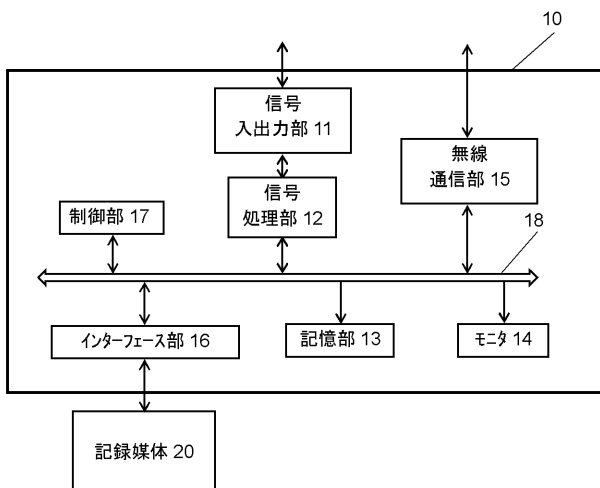 10
信号
入出力部 11
無線
通信部 15
信号
処理部 12
制御部 17
18
インターフェース部 16
記憶部 13
モニタ 14
記録媒体 20